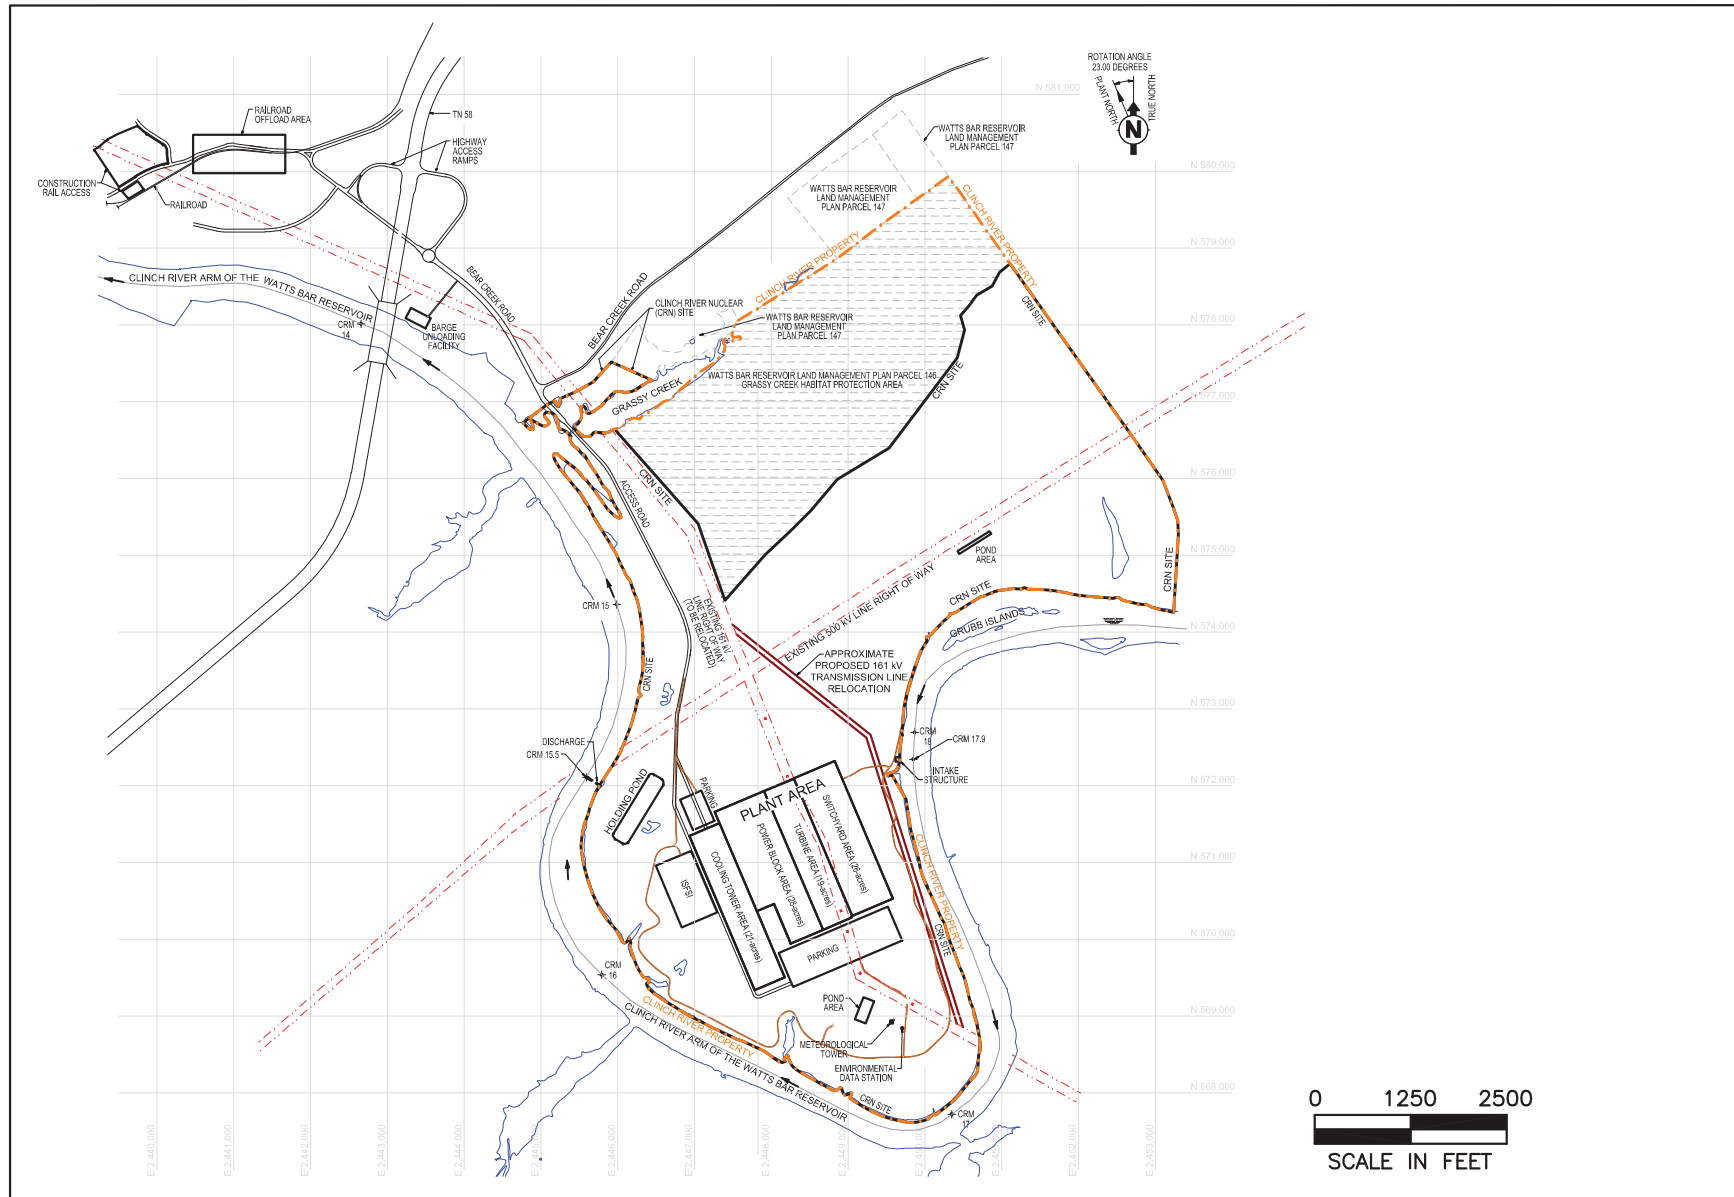 ROTATION ANGLE
23.00 DEGREES
PLANT NORTH
TRUE NORTH
N
N 581,000
RAILROAD
OFFLOAD AREA
TN 58
HIGHWAY
ACCESS
RAMPS
CONSTRUCTION
RAIL ACCESS
RAILROAD
WATTS BAR RESERVOIR
LAND MANAGEMENT
PLAN PARCEL 147
N 580,000
WATTS BAR RESERVOIR
LAND MANAGEMENT
PLAN PARCEL 147
CLINCH RIVER PROPERTY
CLINCH RIVER PROPERTY
N 579,000
CLINCH RIVER ARM OF THE WATTS BAR RESERVOIR
BEAR CREEK ROAD
BEAR CREEK ROAD
CRM
14
BARGE
UNLOADING
FACILITY
CLINCH RIVER NUCLEAR
(CRN) SITE
WATTS BAR RESERVOIR
LAND MANAGEMENT
PLAN PARCEL 147
CRN SITE
N 578,000
WATTS BAR RESERVOIR LAND MANAGEMENT PLAN PARCEL 146
GRASSY CREEK HABITAT PROTECTION AREA
GRASSY CREEK
CRN SITE
N 577,000
CRN SITE
ACCESS ROAD
N 576,000
POND
AREA
N 575,000
CRN SITE
EXISTING 500 kV LINE RIGHT OF WAY
CRN SITE
GRUBB ISLANDS
N 574,000
CRM 15
EXISTING 161 kV
LINE RIGHT OF WAY
(TO BE RELOCATED)
CRN SITE
APPROXIMATE
PROPOSED 161 kV
TRANSMISSION LINE
RELOCATION
N 573,000
CRM
18
CRM 17.9
DISCHARGE
CRM 15.5
INTAKE
STRUCTURE
N 572,000
HOLDING POND
PARKING
PLANT AREA
SWITCHYARD AREA (26-acres)
TURBINE AREA (19-acres)
POWER BLOCK AREA (28-acres)
COOLING TOWER AREA (21-acres)
ISFSI
PARKING
CLINCH RIVER PROPERTY
CRN SITE
N 571,000
N 570,000
CRM
16
POND
AREA
N 569,000
CLINCH RIVER PROPERTY
CLINCH RIVER ARM OF THE WATTS BAR RESERVOIR
METEOROLOGICAL
TOWER
ENVIRONMENTAL
DATA STATION
CRN SITE
CRM
17
N 568,000
E 2,440,000
E 2,441,000
E 2,442,000
E 2,443,000
E 2,444,000
E 2,445,000
E 2,446,000
E 2,447,000
E 2,448,000
E 2,449,000
E 2,450,000
E 2,451,000
E 2,452,000
E 2,453,000
0 1250 2500
SCALE IN FEET